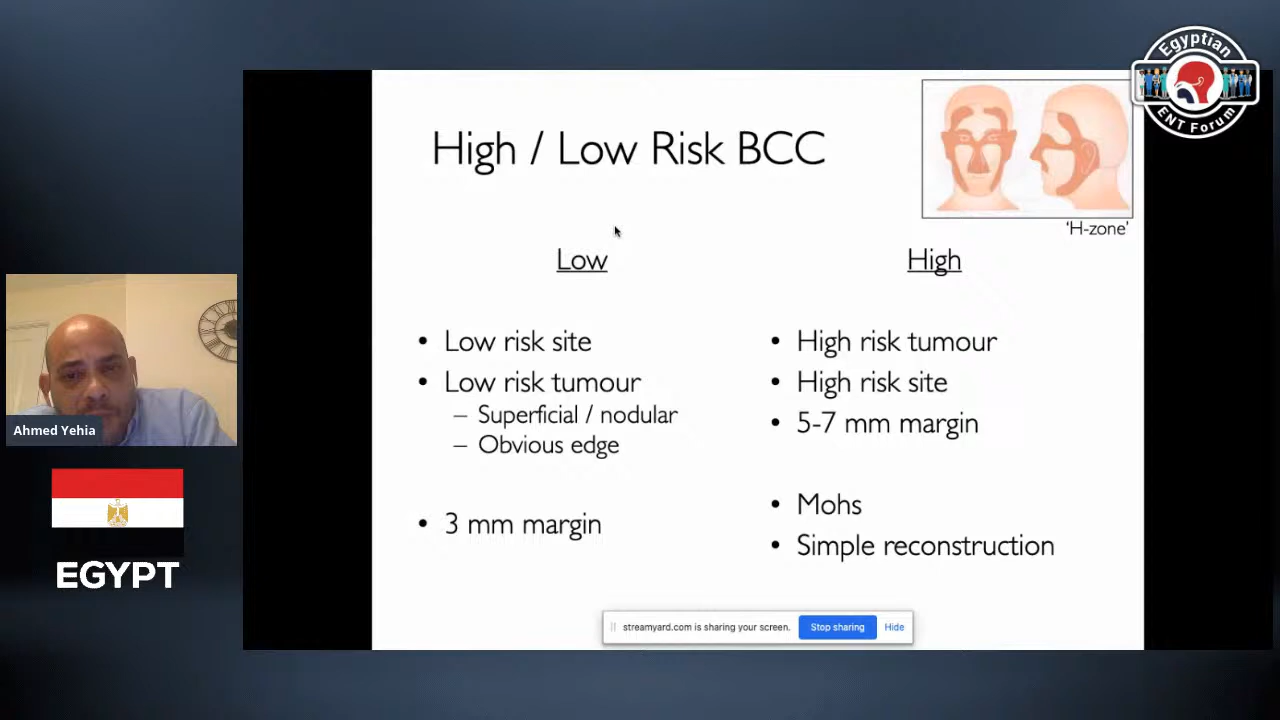 Egyptian
ENT Forum
High / Low Risk BCC
'H-zone'
Low
• Low risk site
• Low risk tumour
– Superficial / nodular
– Obvious edge
• 3 mm margin
High
• High risk tumour
• High risk site
• 5-7 mm margin
• Mohs
• Simple reconstruction
Ahmed Yehia
EGYPT
streamyard.com is sharing your screen.
Stop sharing
Hide